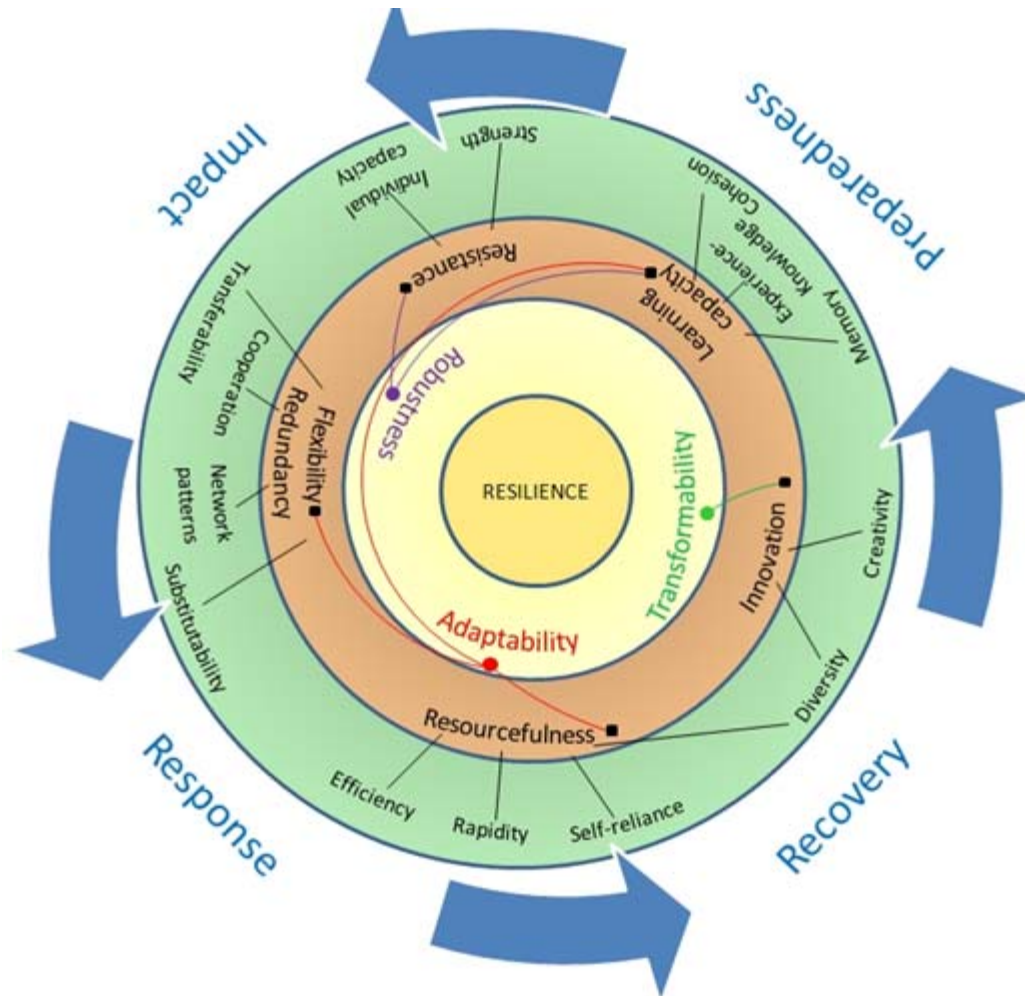 Preparedness
Impact
Response
Recovery
Strength
Individual
capacity
Transferability
Cooperation
Network
patterns
Substitutability
Efficiency
Rapidity
Self-reliance
Diversity
Creativity
Memory
Experience-
Knowledge
Cohesion
Resistance
Flexibility
Redundancy
Resourcefulness
Innovation
Learning
capacity
Robustness
Adaptability
Transformability
RESILIENCE